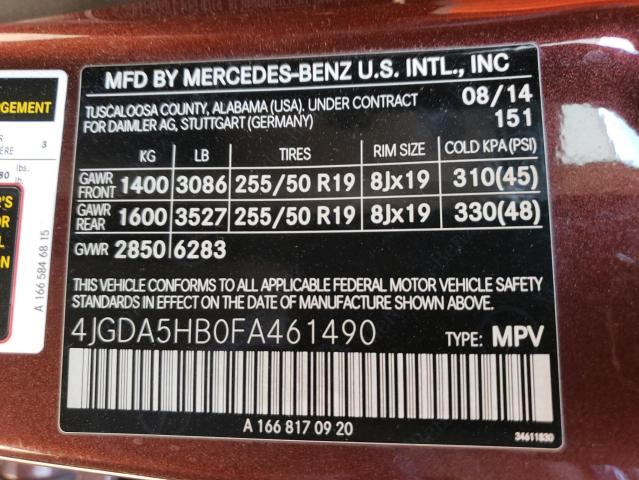 MFD BY MERCEDES-BENZ U.S. INTL., INC
TUSCALOOSA COUNTY, ALABAMA (USA). UNDER CONTRACT 08/14
FOR DAIMLER AG, STUTTGART (GERMANY) 151
KG LB TIRES RIM SIZE COLD KPA(PSI)
GAWR FRONT 1400 3086 255/50 R19 8Jx19 310(45)
GAWR REAR 1600 3527 255/50 R19 8Jx19 330(48)
GVWR 2850 6283
THIS VEHICLE CONFORMS TO ALL APPLICABLE FEDERAL MOTOR VEHICLE SAFETY
STANDARDS IN EFFECT ON THE DATE OF MANUFACTURE SHOWN ABOVE.
4JGDA5HB0FA461490 TYPE: MPV
A 166 817 09 20
34611830
3
lbs.
A 166 584 68 15